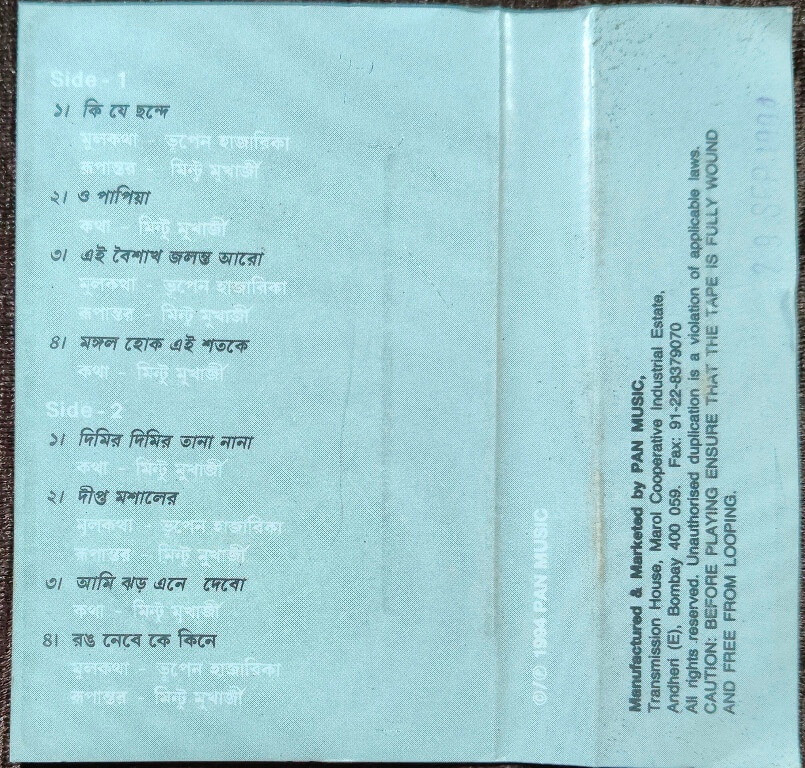 Side - 1
১। কি যে ছন্দে
মুলকথা - ভূপেন হাজারিকা
রূপান্তর - মিন্টু মুখার্জী
২। ও পাপিয়া
কথা - মিন্টু মুখার্জী
৩। এই বৈশাখ জলন্ত আরো
মুলকথা - ভূপেন হাজারিকা
রূপান্তর - মিন্টু মুখার্জী
৪। মঙ্গল হোক এই শতকে
কথা - মিন্টু মুখার্জী
Side - 2
১। দিমির দিমির তানা নানা
কথা - মিন্টু মুখার্জী
২। দীপ্ত মশালের
মুলকথা - ভূপেন হাজারিকা
রূপান্তর - মিন্টু মুখার্জী
৩। আমি ঝড় এনে দেবো
কথা - মিন্টু মুখার্জী
৪। রঙ নেবে কে কিনে
মুলকথা - ভূপেন হাজারিকা
রূপান্তর - মিন্টু মুখার্জী
©/℗ 1994 PAN MUSIC
Manufactured & Marketed by PAN MUSIC,
Transmission House, Marol Cooperative Industrial Estate,
Andheri (E), Bombay 400 059. Fax: 91-22-8379070
All rights reserved. Unauthorised duplication is a violation of applicable laws.
CAUTION: BEFORE PLAYING ENSURE THAT THE TAPE IS FULLY WOUND
AND FREE FROM LOOPING.
SEP